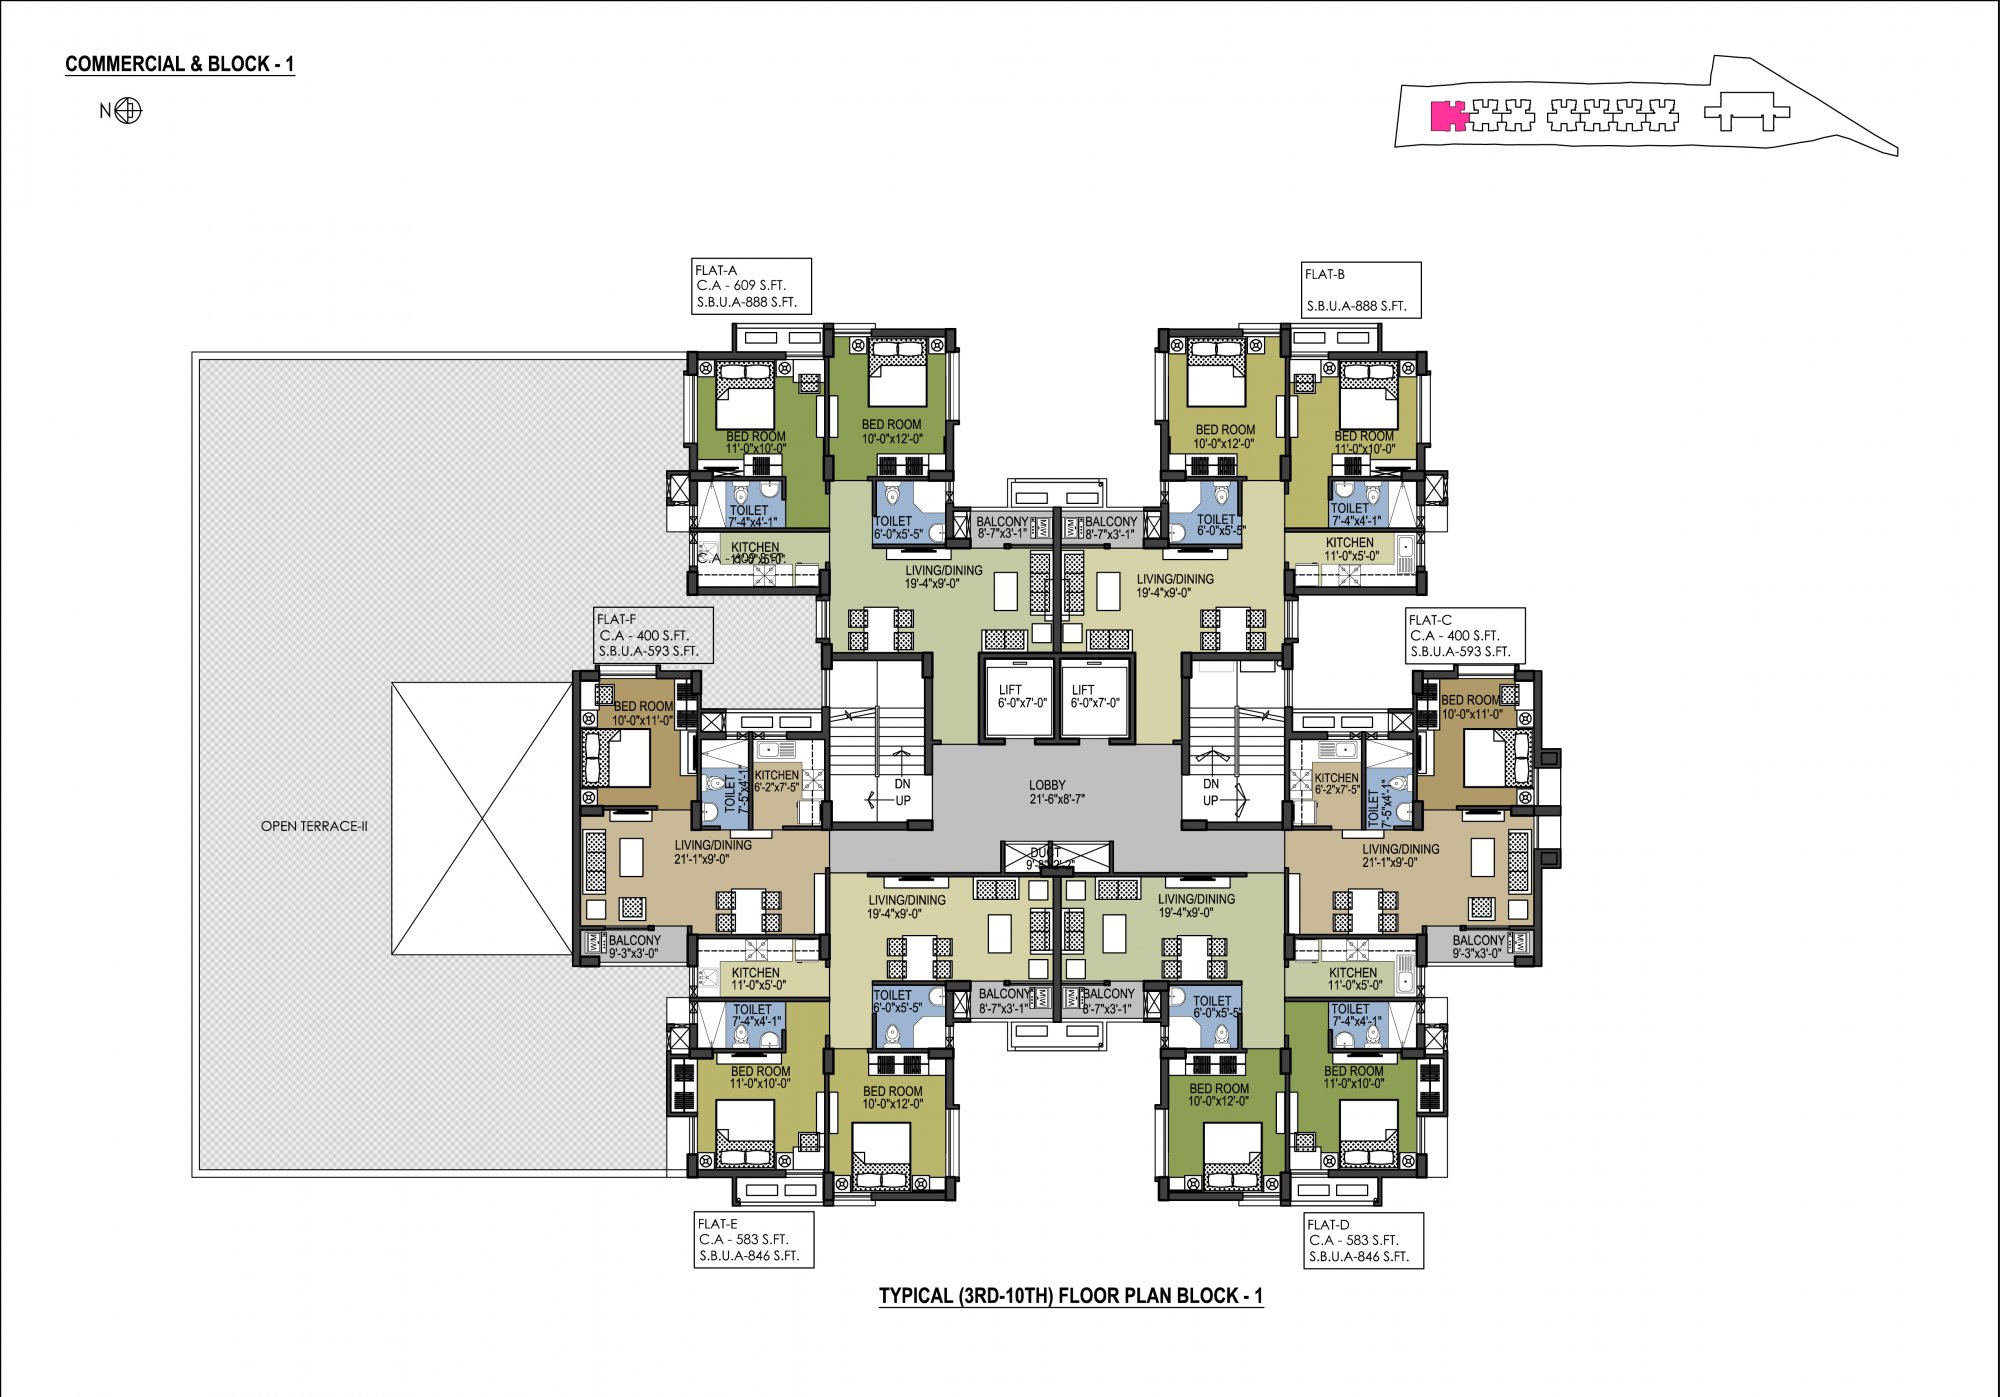 COMMERCIAL & BLOCK - 1
N
FLAT-A
C.A - 609 S.FT.
S.B.U.A-888 S.FT.
FLAT-B
S.B.U.A-888 S.FT.
BED ROOM
11'-0"x10'-0"
BED ROOM
10'-0"x12'-0"
BED ROOM
10'-0"x12'-0"
BED ROOM
11'-0"x10'-0"
TOILET
7'-4"x4'-1"
TOILET
6'-0"x5'-5"
BALCONY
8'-7"x3'-1"
M/W
M/W
BALCONY
8'-7"x3'-1"
TOILET
6'-0"x5'-5"
TOILET
7'-4"x4'-1"
KITCHEN
11'-0"x5'-0"
LIVING/DINING
19'-4"x9'-0"
LIVING/DINING
19'-4"x9'-0"
KITCHEN
11'-0"x5'-0"
FLAT-F
C.A - 400 S.FT.
S.B.U.A-593 S.FT.
FLAT-C
C.A - 400 S.FT.
S.B.U.A-593 S.FT.
LIFT
6'-0"x7'-0"
LIFT
6'-0"x7'-0"
BED ROOM
10'-0"x11'-0"
BED ROOM
10'-0"x11'-0"
TOILET
7'-5"x4'-1"
KITCHEN
6'-2"x7'-5"
DN
UP
LOBBY
21'-6"x8'-7"
DN
UP
KITCHEN
6'-2"x7'-5"
TOILET
7'-5"x4'-1"
OPEN TERRACE-II
LIVING/DINING
21'-1"x9'-0"
DUCT
LIVING/DINING
21'-1"x9'-0"
LIVING/DINING
19'-4"x9'-0"
LIVING/DINING
19'-4"x9'-0"
M/W
BALCONY
9'-3"x3'-0"
BALCONY
9'-3"x3'-0"
M/W
KITCHEN
11'-0"x5'-0"
KITCHEN
11'-0"x5'-0"
TOILET
7'-4"x4'-1"
TOILET
6'-0"x5'-5"
BALCONY
8'-7"x3'-1"
M/W
M/W
BALCONY
8'-7"x3'-1"
TOILET
6'-0"x5'-5"
TOILET
7'-4"x4'-1"
BED ROOM
11'-0"x10'-0"
BED ROOM
10'-0"x12'-0"
BED ROOM
10'-0"x12'-0"
BED ROOM
11'-0"x10'-0"
FLAT-E
C.A - 583 S.FT.
S.B.U.A-846 S.FT.
FLAT-D
C.A - 583 S.FT.
S.B.U.A-846 S.FT.
TYPICAL (3RD-10TH) FLOOR PLAN BLOCK - 1